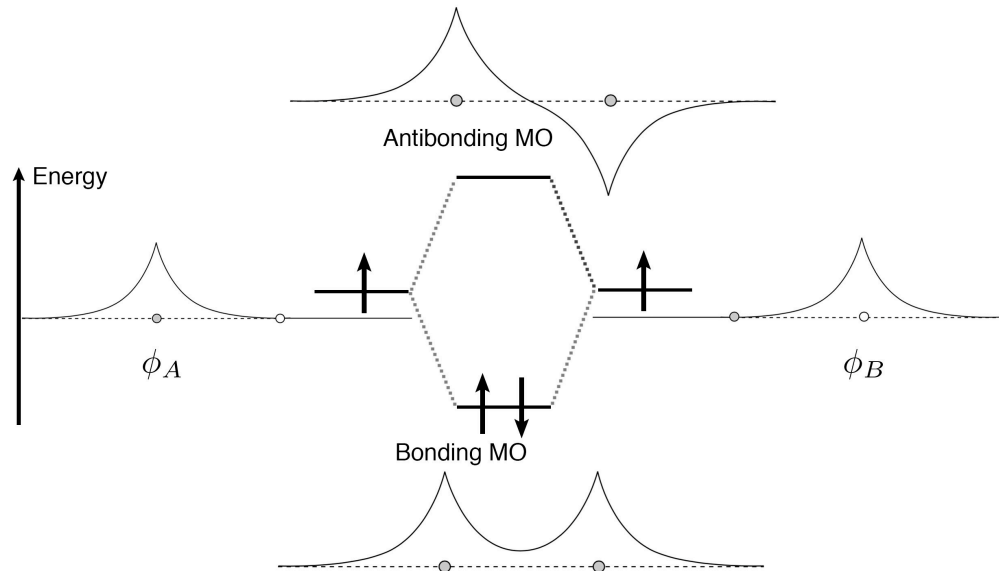 Antibonding MO
Energy
ϕ_A
ϕ_B
Bonding MO